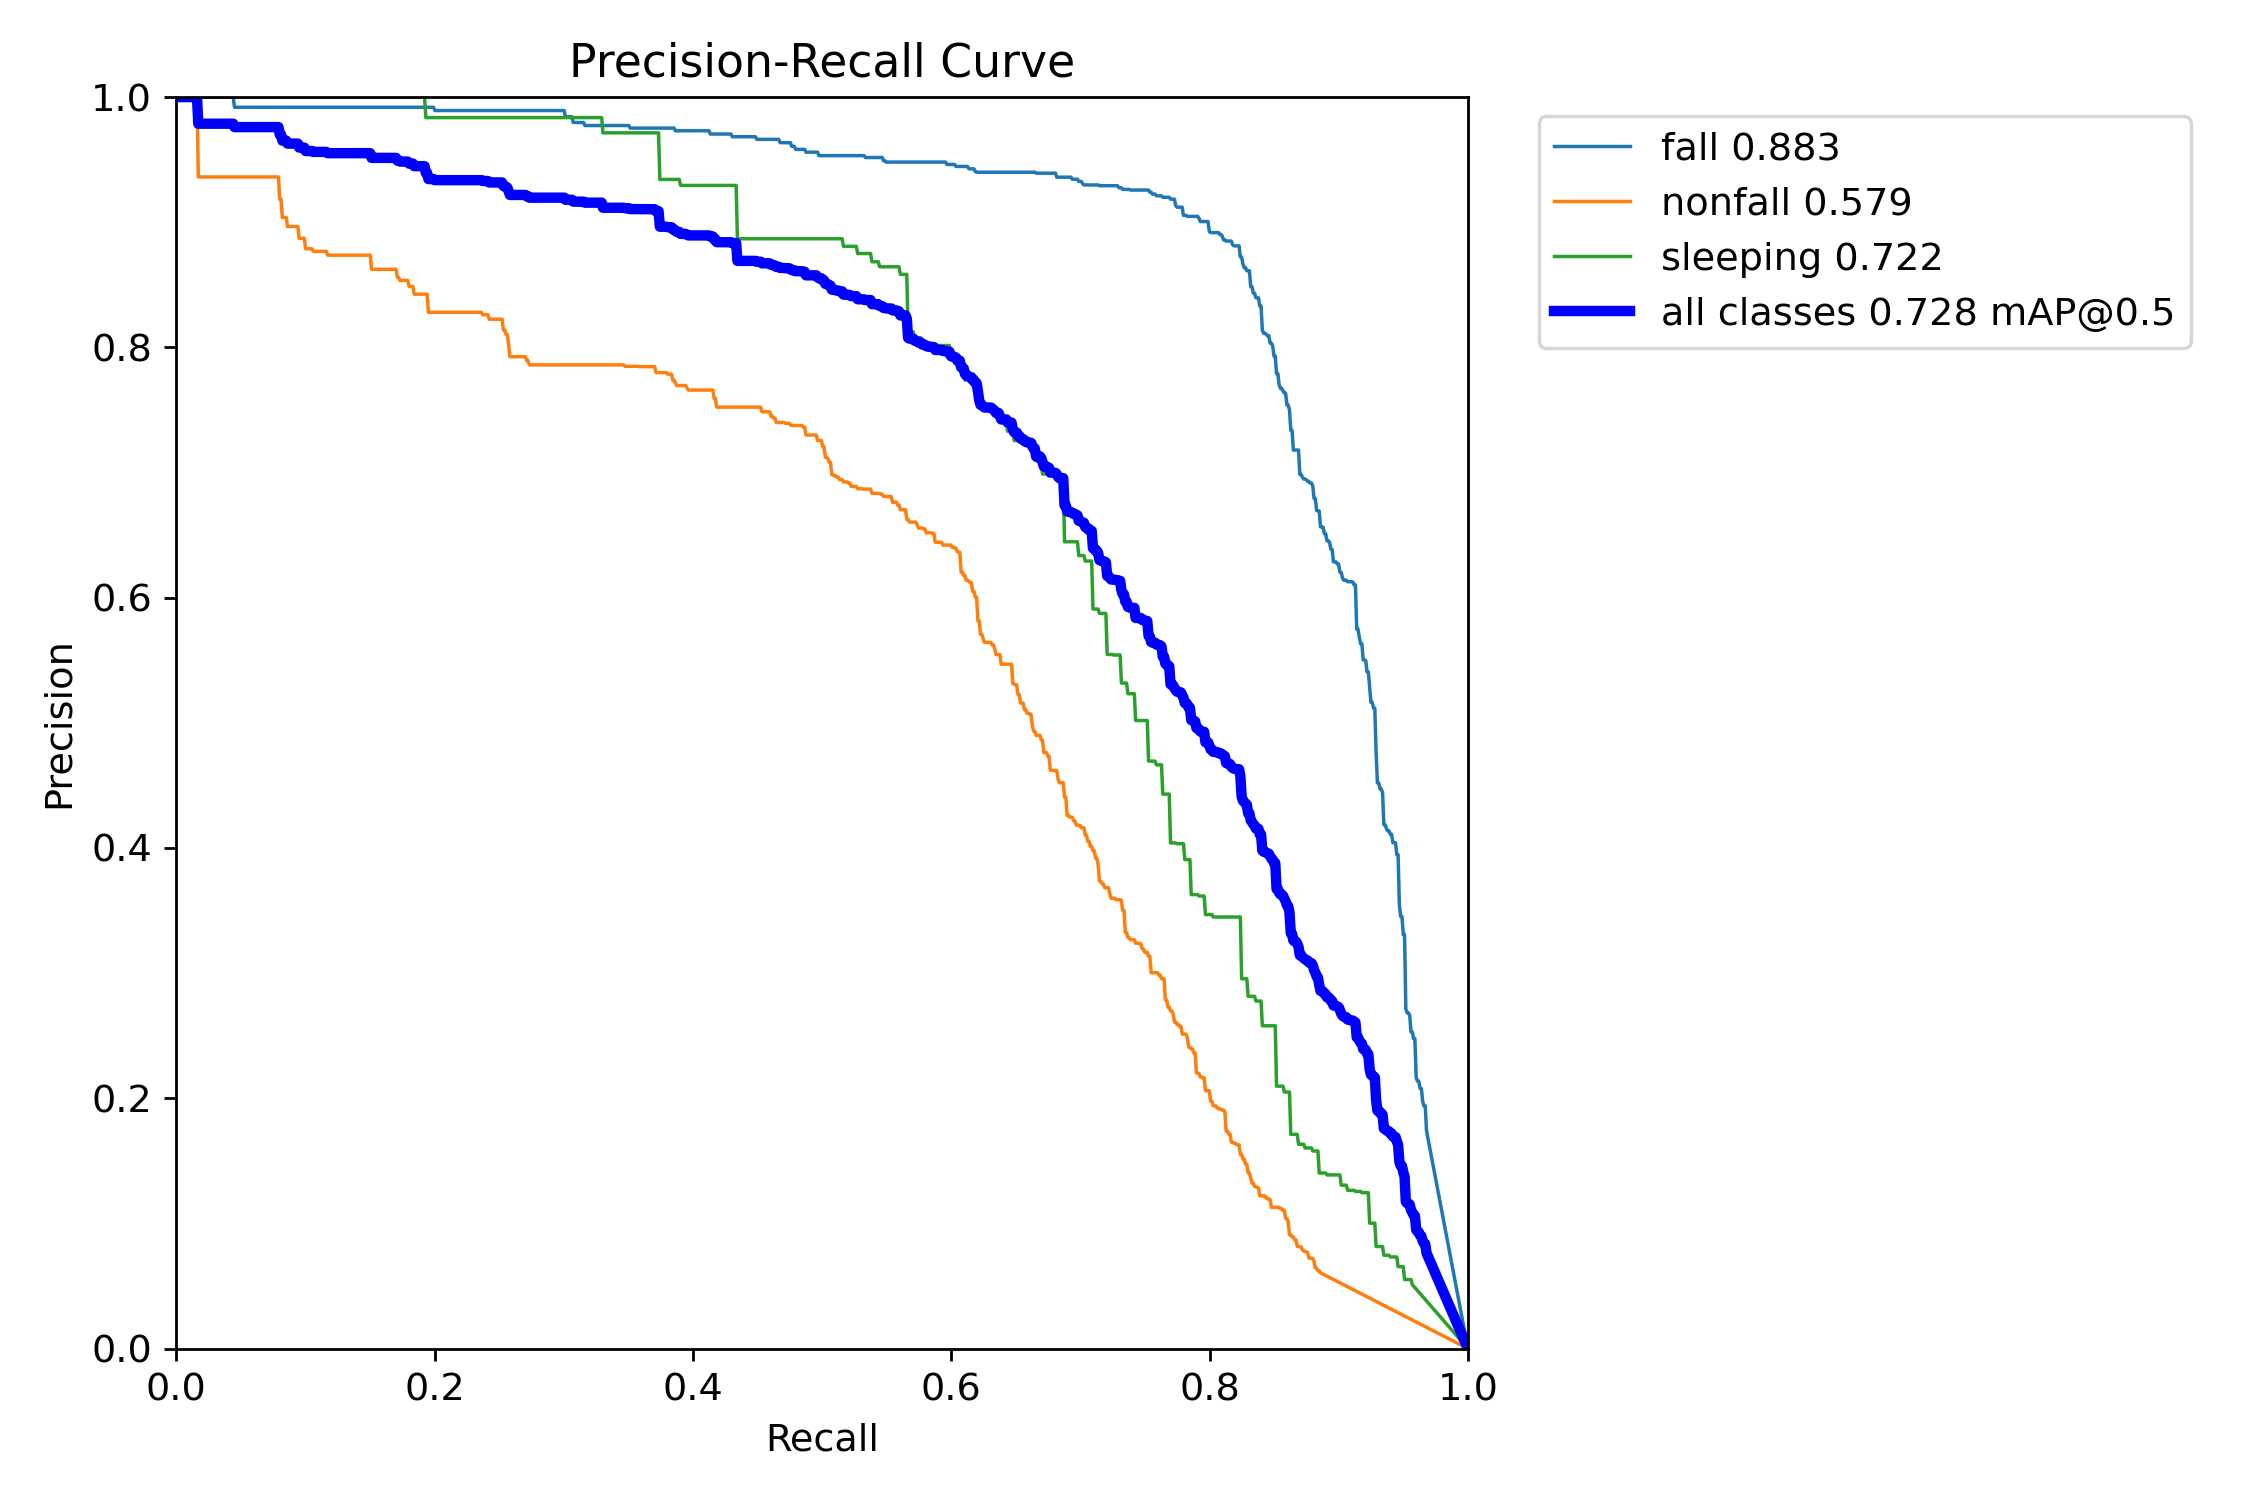 Precision-Recall Curve
1.0
0.8
0.6
0.4
0.2
0.0
Precision
0.0 0.2 0.4 0.6 0.8 1.0
Recall
fall 0.883
nonfall 0.579
sleeping 0.722
all classes 0.728 mAP@0.5